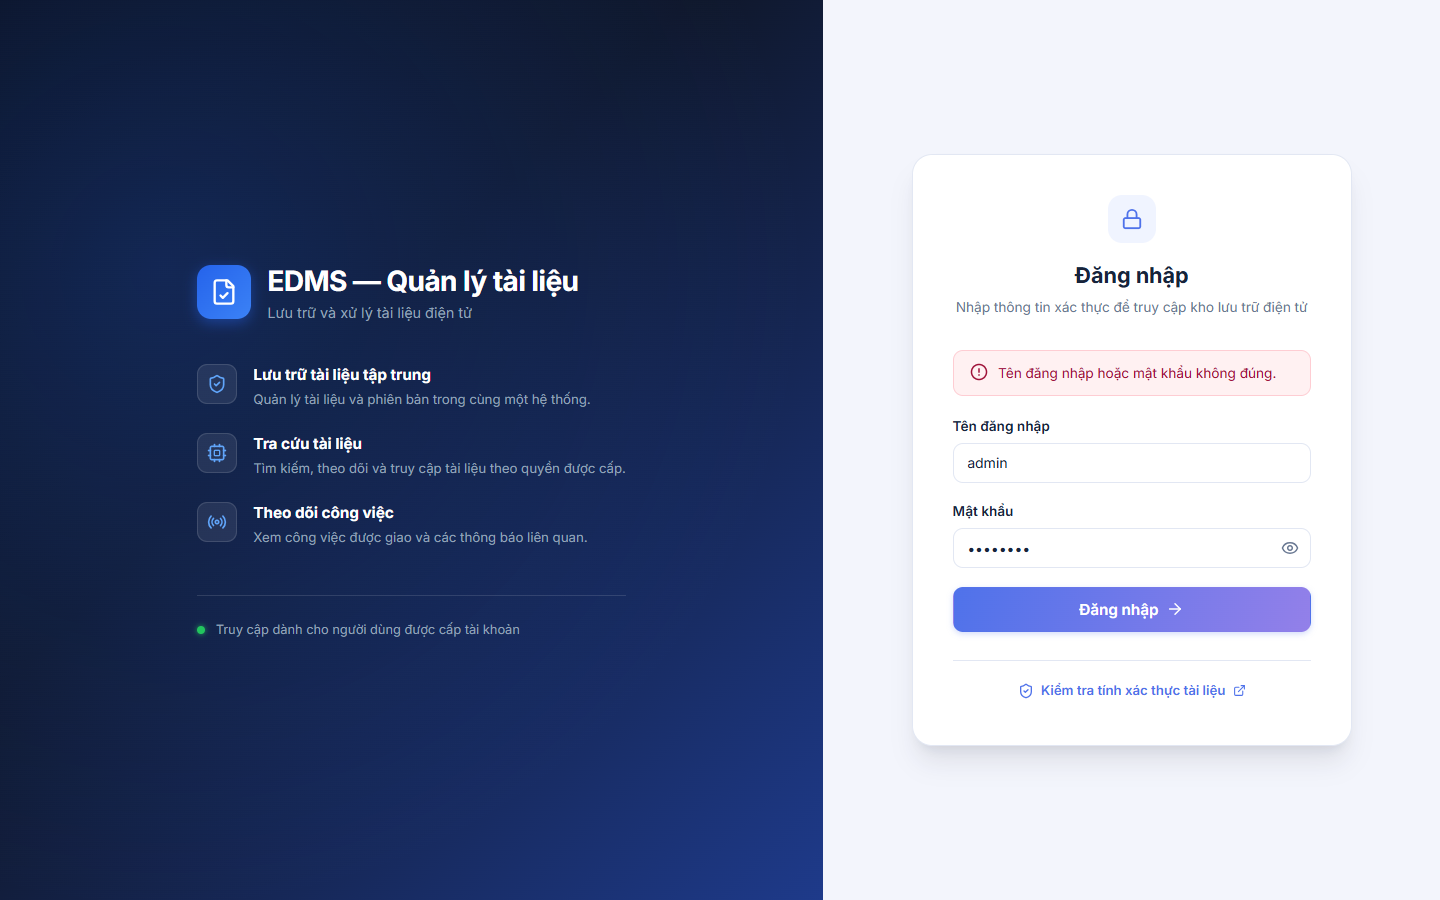 EDMS — Quản lý tài liệu
Lưu trữ và xử lý tài liệu điện tử
Lưu trữ tài liệu tập trung
Quản lý tài liệu và phiên bản trong cùng một hệ thống.
Tra cứu tài liệu
Tìm kiếm, theo dõi và truy cập tài liệu theo quyền được cấp.
Theo dõi công việc
Xem công việc được giao và các thông báo liên quan.
Truy cập dành cho người dùng được cấp tài khoản
Đăng nhập
Nhập thông tin xác thực để truy cập kho lưu trữ điện tử
Tên đăng nhập hoặc mật khẩu không đúng.
Tên đăng nhập
admin
Mật khẩu
••••••••
Đăng nhập
Kiểm tra tính xác thực tài liệu